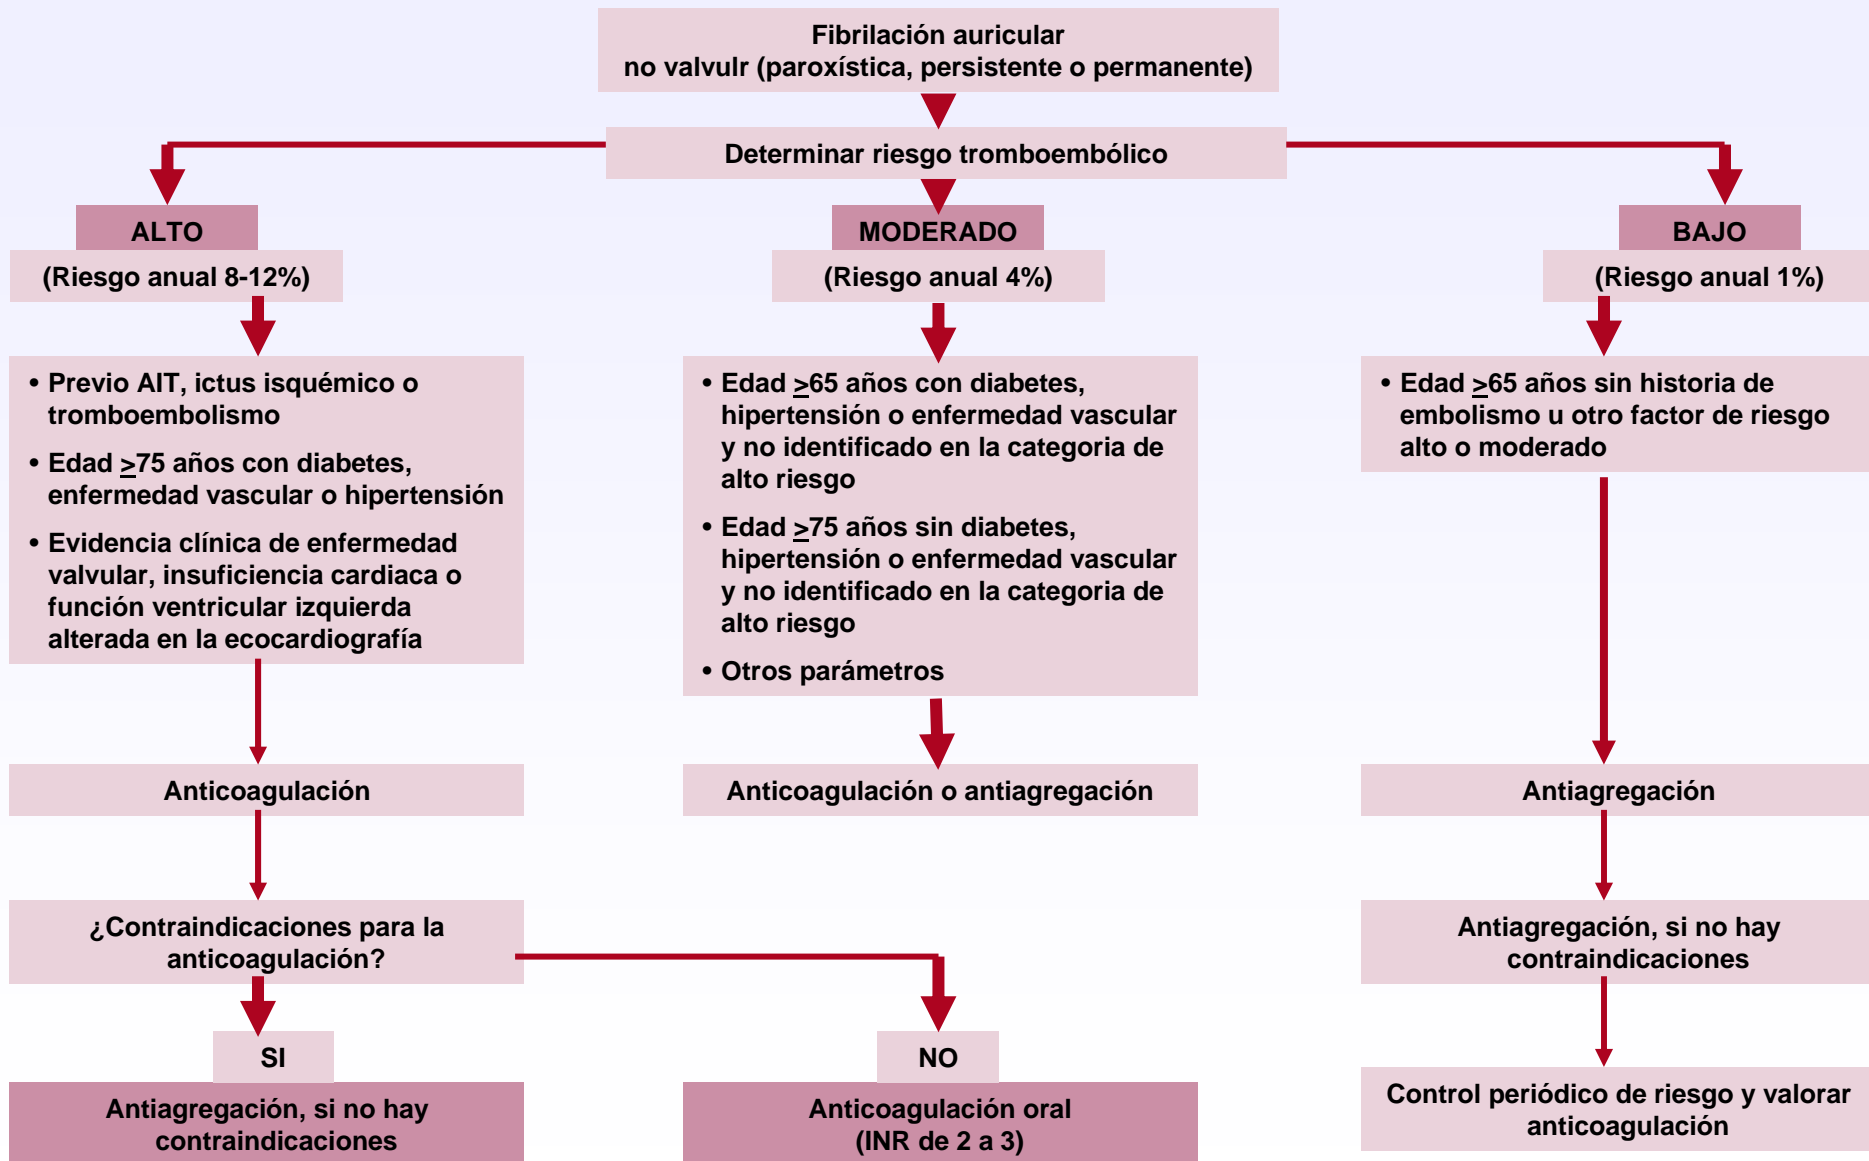 Fibrilación auricular
no valvulr (paroxística, persistente o permanente)
Determinar riesgo tromboembólico
ALTO
(Riesgo anual 8-12%)
MODERADO
(Riesgo anual 4%)
BAJO
(Riesgo anual 1%)
• Previo AIT, ictus isquémico o
tromboembolismo
• Edad ≥75 años con diabetes,
enfermedad vascular o hipertensión
• Evidencia clínica de enfermedad
valvular, insuficiencia cardiaca o
función ventricular izquierda
alterada en la ecocardiografía
• Edad ≥65 años con diabetes,
hipertensión o enfermedad vascular
y no identificado en la categoria de
alto riesgo
• Edad ≥75 años sin diabetes,
hipertensión o enfermedad vascular
y no identificado en la categoria de
alto riesgo
• Otros parámetros
• Edad ≥65 años sin historia de
embolismo u otro factor de riesgo
alto o moderado
Anticoagulación
Anticoagulación o antiagregación
Antiagregación
¿Contraindicaciones para la
anticoagulación?
Antiagregación, si no hay
contraindicaciones
SI
Antiagregación, si no hay
contraindicaciones
NO
Anticoagulación oral
(INR de 2 a 3)
Control periódico de riesgo y valorar
anticoagulación